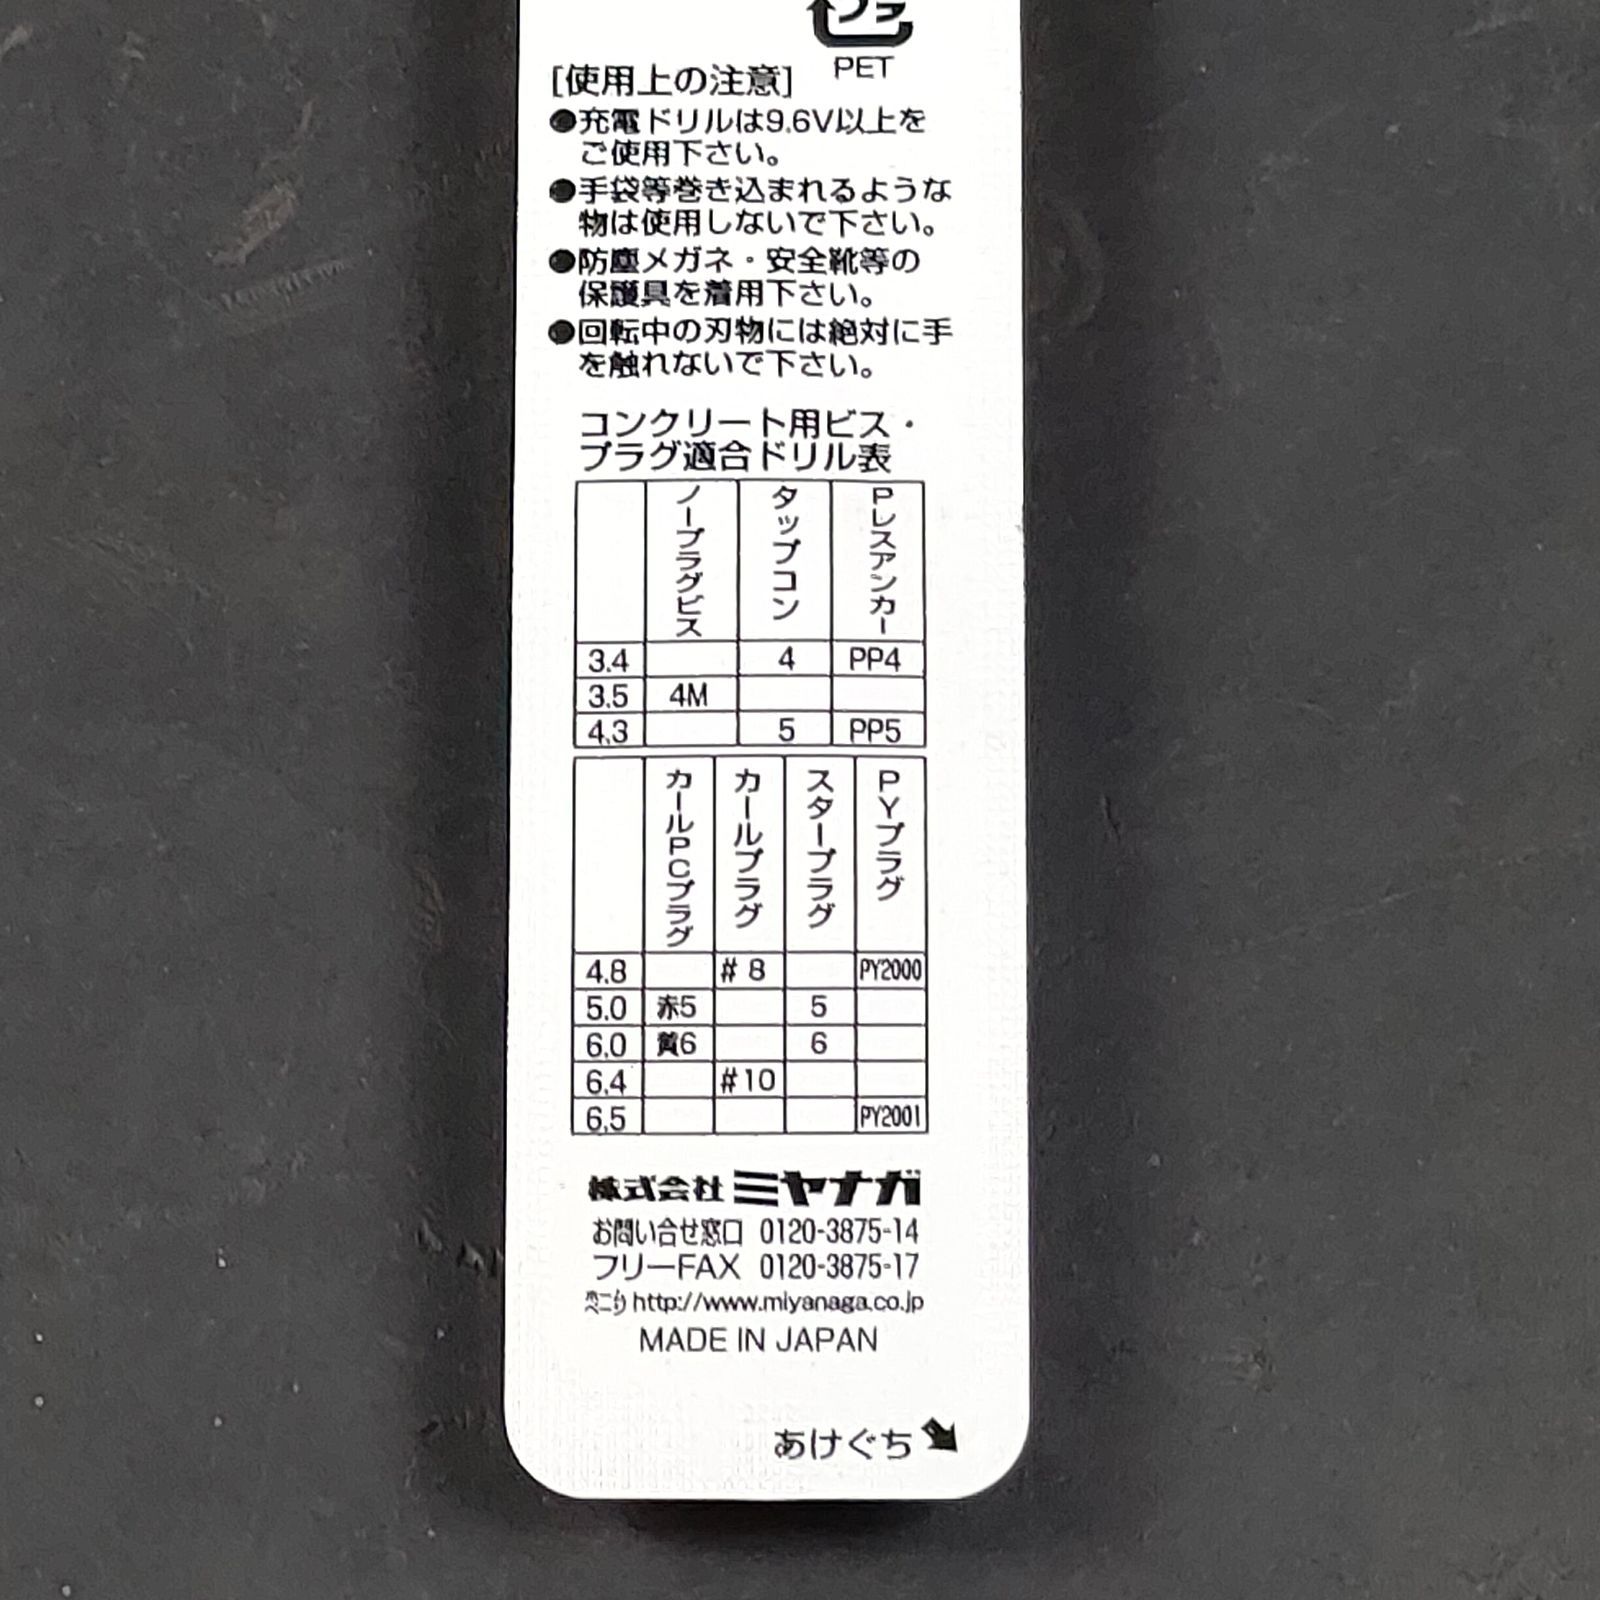 プラ
PET
[使用上の注意]
●充電ドリルは9.6V以上を
ご使用下さい。
●手袋等巻き込まれるような
物は使用しないで下さい。
●防塵メガネ・安全靴等の
保護具を着用下さい。
●回転中の刃物には絶対に手
を触れないで下さい。
コンクリート用ビス・
プラグ適合ドリル表
ノープラグビス タップコン Pレスアンカー
3.4 4 PP4
3.5 4M
4.3 5 PP5
カールPCプラグ カールプラグ スタープラグ PYプラグ
4.8 #8 PY2000
5.0 赤5 5
6.0 黄6 6
6.4 #10
6.5 PY2001
株式会社ミヤナガ
お問い合せ窓口 0120-3875-14
フリーFAX 0120-3875-17
http://www.miyanaga.co.jp
MADE IN JAPAN
あけぐち